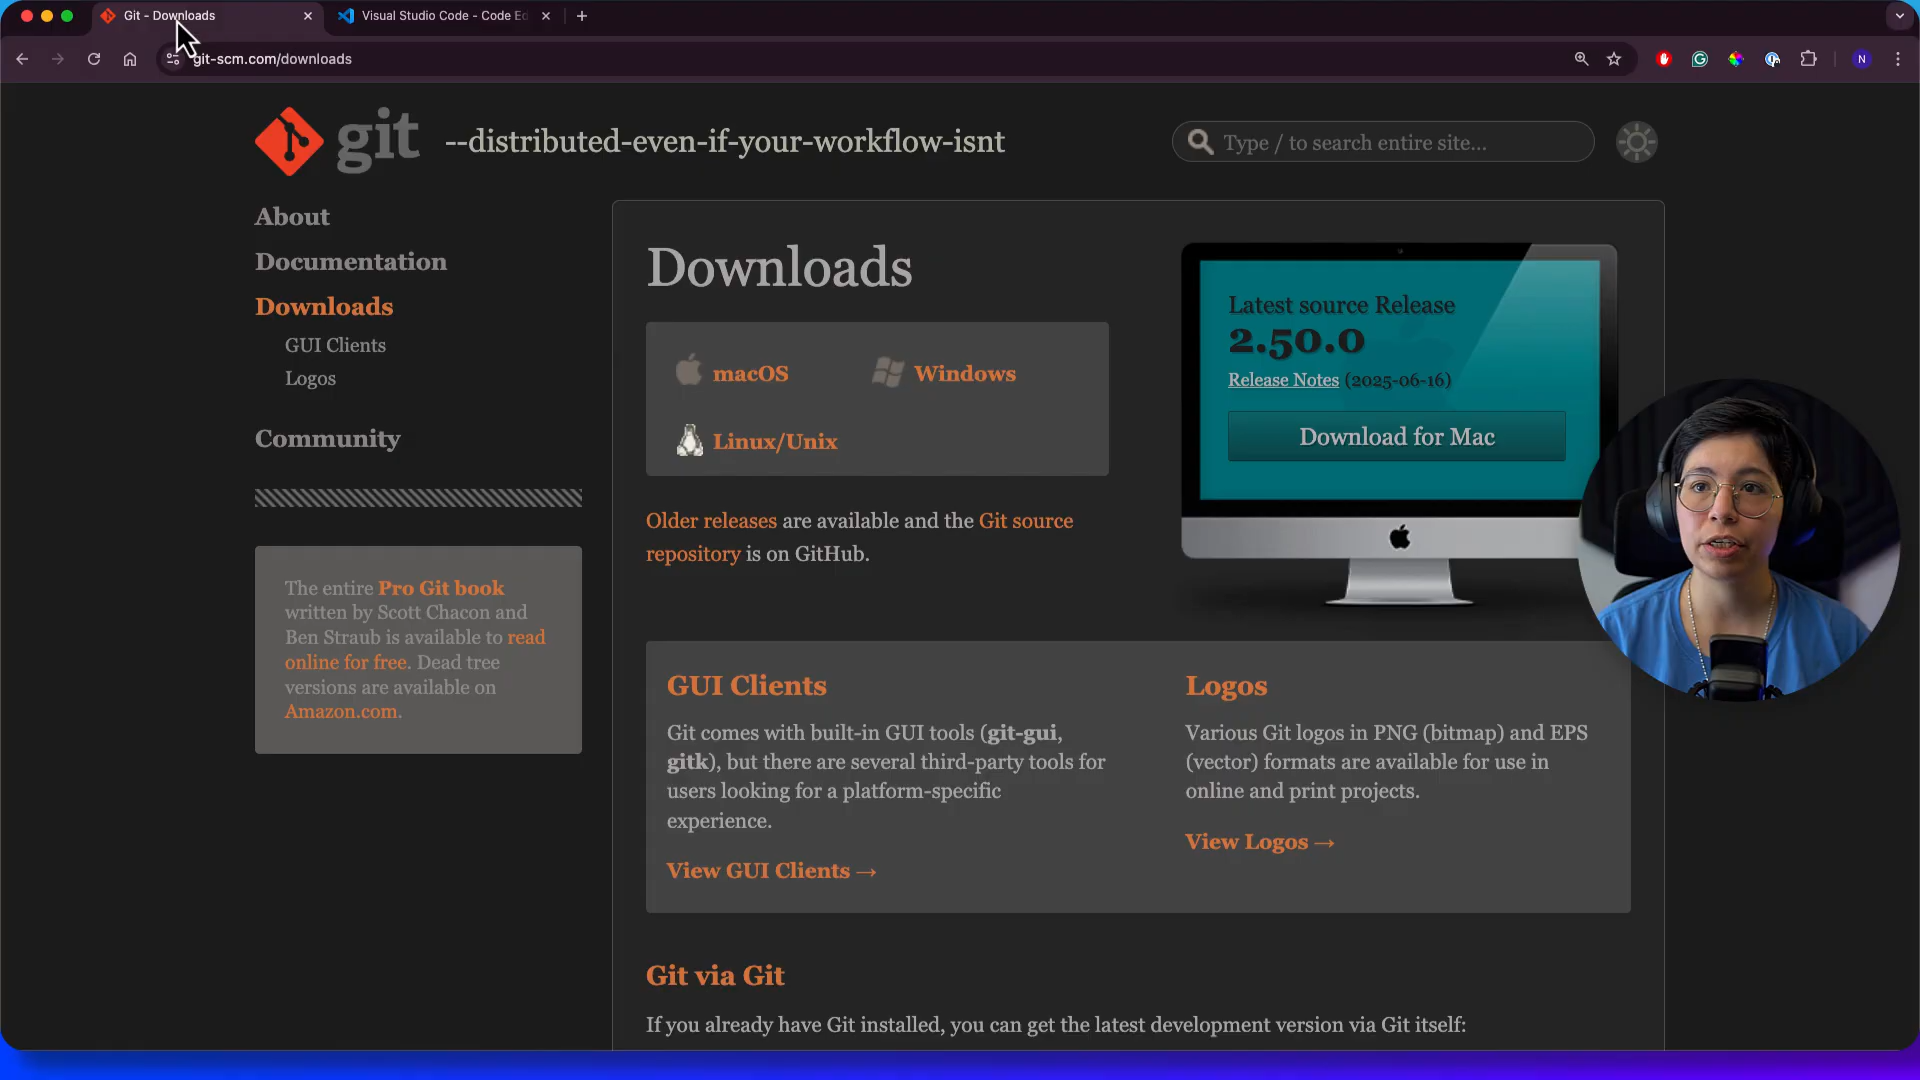 Git - Downloads
Visual Studio Code - Code Ed
git-scm.com/downloads
N
git
--distributed-even-if-your-workflow-isnt
Type / to search entire site...
About
Documentation
Downloads
GUI Clients
Logos
Community
The entire Pro Git book
written by Scott Chacon and
Ben Straub is available to read
online for free. Dead tree
versions are available on
Amazon.com.
Downloads
macOS
Windows
Linux/Unix
Older releases are available and the Git source
repository is on GitHub.
Latest source Release
2.50.0
Release Notes (2025-06-16)
Download for Mac
GUI Clients
Git comes with built-in GUI tools (git-gui,
gitk), but there are several third-party tools for
users looking for a platform-specific
experience.
View GUI Clients →
Logos
Various Git logos in PNG (bitmap) and EPS
(vector) formats are available for use in
online and print projects.
View Logos →
Git via Git
If you already have Git installed, you can get the latest development version via Git itself: